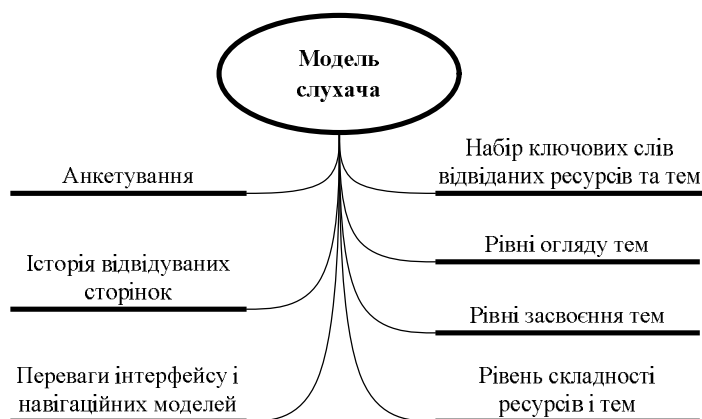 Модель
слухача
Анкетування
Історія відвідуваних
сторінок
Переваги інтерфейсу і
навігаційних моделей
Набір ключових слів
відвіданих ресурсів та тем
Рівні огляду тем
Рівні засвоєння тем
Рівень складності
ресурсів і тем